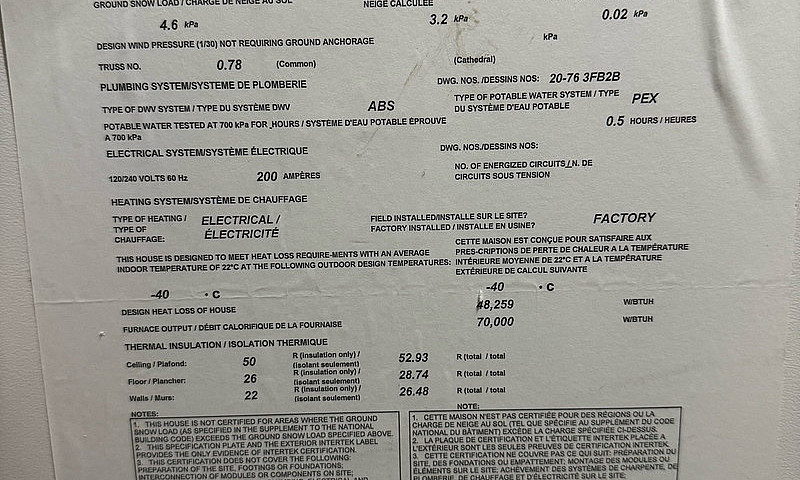 GROUND SNOW LOAD / CHARGE DE NEIGE AU SOL NEIGE CALCULÉE
4.6 kPa 3.2 kPa 0.02 kPa
DESIGN WIND PRESSURE (1/30) NOT REQUIRING GROUND ANCHORAGE kPa
TRUSS NO. 0.78 (Common) (Cathedral)
PLUMBING SYSTEM/SYSTEME DE PLOMBERIE DWG. NOS. /DESSINS NOS: 20-76 3FB2B
TYPE OF DWV SYSTEM / TYPE DU SYSTÈME DWV ABS TYPE OF POTABLE WATER SYSTEM / TYPE DU SYSTÈME D'EAU POTABLE PEX
POTABLE WATER TESTED AT 700 kPa FOR HOURS / SYSTÈME D'EAU POTABLE ÉPROUVE 0.5 HOURS / HEURES
A 700 kPa
ELECTRICAL SYSTEM/SYSTÈME ÉLECTRIQUE DWG. NOS./DESSINS NOS:
120/240 VOLTS 60 Hz 200 AMPÈRES NO. OF ENERGIZED CIRCUITS / N. DE
CIRCUITS SOUS TENSION
HEATING SYSTEM/SYSTÈME DE CHAUFFAGE
TYPE OF HEATING / ELECTRICAL / FIELD INSTALLED/INSTALLE SUR LE SITE? FACTORY
TYPE OF ÉLECTRICITÉ FACTORY INSTALLED / INSTALLE EN USINE?
CHAUFFAGE:
THIS HOUSE IS DESIGNED TO MEET HEAT LOSS REQUIRE-MENTS WITH AN AVERAGE
INDOOR TEMPERATURE OF 22°C AT THE FOLLOWING OUTDOOR DESIGN TEMPERATURE:
CETTE MAISON EST CONÇUE POUR SATISFAIRE AUX
PRES-CRIPTIONS DE PERTE DE CHALEUR A LA TEMPÉRATURE
INTÉRIEURE MOYENNE DE 22°C ET A LA TEMPÉRATURE
EXTÉRIEURE DE CALCUL SUIVANTE
-40 ° C -40 ° C
DESIGN HEAT LOSS OF HOUSE 48,259 W/BTUH
FURNACE OUTPUT / DÉBIT CALORIFIQUE DE LA FOURNAISE 70,000 W/BTUH
THERMAL INSULATION / ISOLATION THERMIQUE
Ceiling / Plafond: 50 R (insulation only) / (isolant seulement) 52.93 R (total / total
Floor / Plancher: 26 R (insulation only) / (isolant seulement) 28.74 R (total / total
Walls / Murs: 22 R (insulation only) / (isolant seulement) 26.48 R (total / total
NOTES:
1. THIS HOUSE IS NOT CERTIFIED FOR AREAS WHERE THE GROUND
SNOW LOAD (AS SPECIFIED IN THE SUPPLEMENT TO THE NATIONAL
BUILDING CODE) EXCEEDS THE GROUND SNOW LOAD SPECIFIED ABOVE.
2. THIS SPECIFICATION PLATE AND THE EXTERIOR INTERTEK LABEL
PROVIDES THE ONLY EVIDENCE OF INTERTEK CERTIFICATION.
3. THIS CERTIFICATION DOES NOT COVER THE FOLLOWING:
PREPARATION OF THE SITE, FOOTINGS OR FOUNDATIONS;
INTERCONNECTION OF MODULES OR COMPONENTS ON SITE;
NOTE:
1. CETTE MAISON N'EST PAS CERTIFIÉE POUR DES RÉGIONS OU LA
CHARGE DE NEIGE AU SOL (TEL QUE SPÉCIFIÉ AU SUPPLÉMENT DU CODE
NATIONAL DU BÂTIMENT) EXCÈDE LA CHARGE SPÉCIFIÉE CI-DESSUS.
2. LA PLAQUE DE CERTIFICATION ET L'ÉTIQUETTE INTERTEK PLACÉE A
L'EXTÉRIEUR SONT LES SEULES PREUVES DE CERTIFICATION INTERTEK.
3. CETTE CERTIFICATION NE COUVRE PAS CE QUI SUIT: PRÉPARATION DU
SITE, DES FONDATIONS OU EMPATTEMENT; MONTAGE DES MODULES OU
ÉLÉMENTS SUR LE SITE; ACHÈVEMENT DES SYSTÈMES DE CHARPENTE, DE
PLOMBERIE, DE CHAUFFAGE ET D'ÉLECTRICITÉ SUR LE SITE;